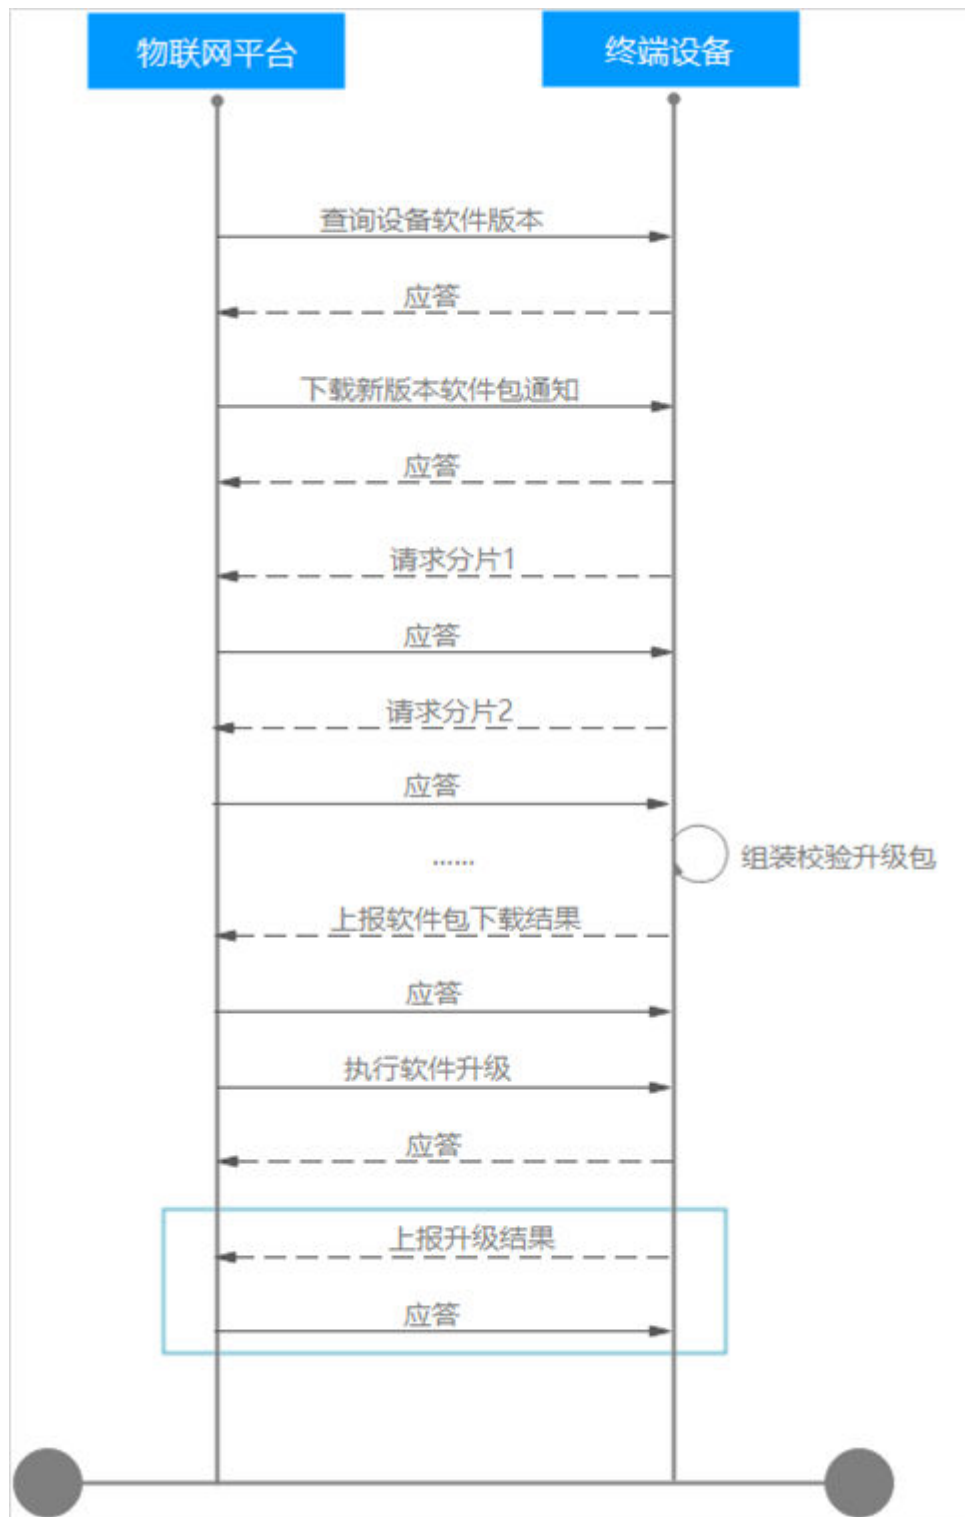 物联网平台
终端设备
查询设备软件版本
应答
下载新版本软件包通知
应答
请求分片1
应答
请求分片2
应答
......
组装校验升级包
上报软件包下载结果
应答
执行软件升级
应答
上报升级结果
应答